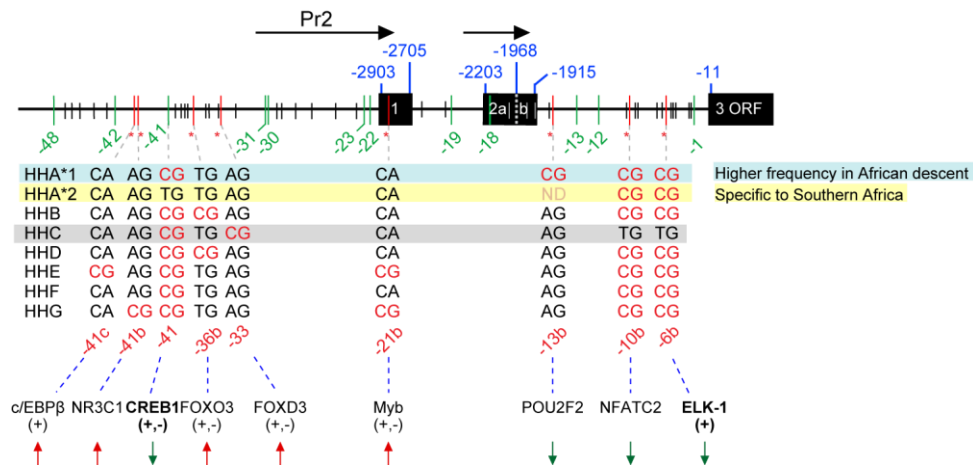 Pr2
-2705 -1968
-2903 -2203 -1915 -11
1 2a b 3 ORF
-48 -42 * * -41 * * -31 -30 -23 -22 * -19 -18 * -13 -12 * * -1
HHA*1 CA AG CG TG AG CA CG CG CG Higher frequency in African descent
HHA*2 CA AG TG TG AG CA ND CG CG Specific to Southern Africa
HHB CA AG CG CG AG CA AG CG CG
HHC CA AG CG TG CG CA AG TG TG
HHD CA AG CG CG AG CA AG CG CG
HHE CG AG CG TG AG CG AG CG CG
HHF CA AG CG TG AG CA AG CG CG
HHG CA CG CG TG AG CG AG CG CG
-41c -41b -41 -36b -33 -21b -13b -10b -6b
c/EBPβ NR3C1 CREB1 FOXO3 FOXD3 Myb POU2F2 NFATC2 ELK-1
(+) (+,-) (+,-) (+,-) (+,-) (+)